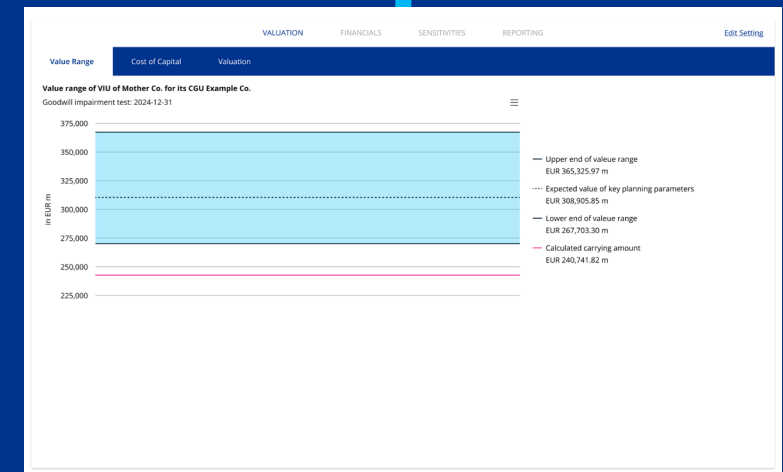 VALUATION FINANCIALS SENSITIVITIES REPORTING Edit Setting
Value Range Cost of Capital Valuation
Value range of VIU of Mother Co. for its CGU Example Co.
Goodwill impairment test: 2024-12-31
375,000
350,000
325,000
300,000
275,000
250,000
225,000
in EUR m
Upper end of valeue range
EUR 365,325.97 m
Expected value of key planning parameters
EUR 308,905.85 m
Lower end of valeue range
EUR 267,703.30 m
Calculated carrying amount
EUR 240,741.82 m